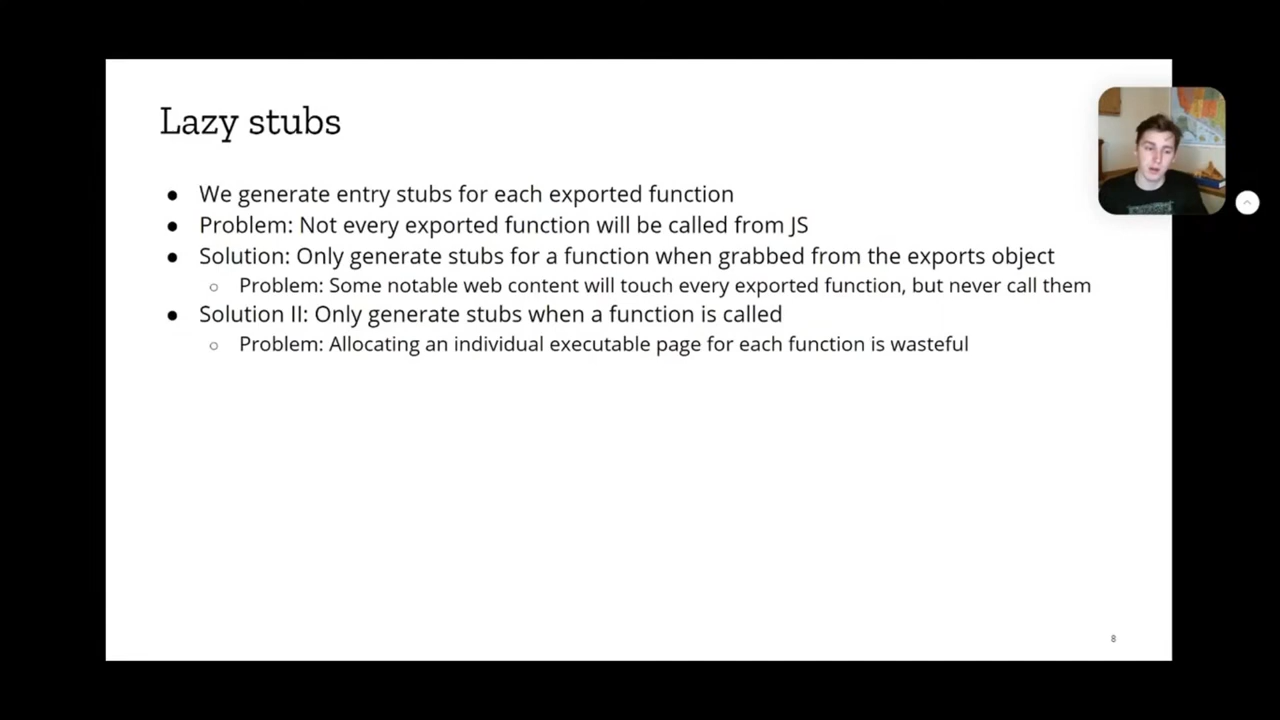 Lazy stubs
● We generate entry stubs for each exported function
● Problem: Not every exported function will be called from JS
● Solution: Only generate stubs for a function when grabbed from the exports object
○ Problem: Some notable web content will touch every exported function, but never call them
● Solution II: Only generate stubs when a function is called
○ Problem: Allocating an individual executable page for each function is wasteful
8